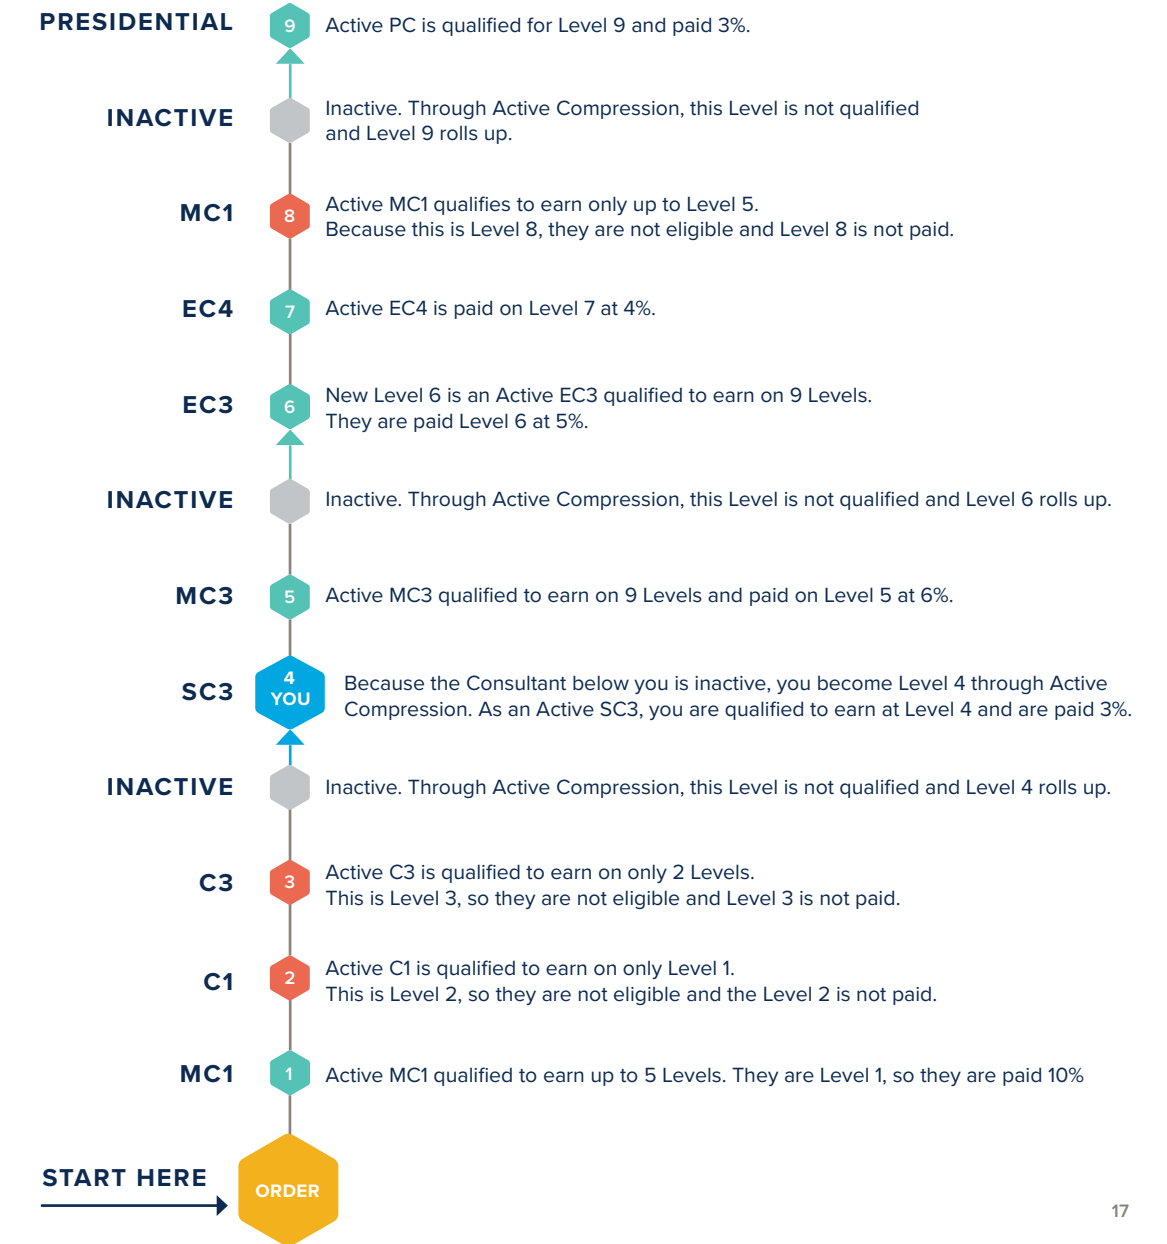 PRESIDENTIAL
9
Active PC is qualified for Level 9 and paid 3%.
INACTIVE
Inactive. Through Active Compression, this Level is not qualified
and Level 9 rolls up.
MC1
8
Active MC1 qualifies to earn only up to Level 5.
Because this is Level 8, they are not eligible and Level 8 is not paid.
EC4
7
Active EC4 is paid on Level 7 at 4%.
EC3
6
New Level 6 is an Active EC3 qualified to earn on 9 Levels.
They are paid Level 6 at 5%.
INACTIVE
Inactive. Through Active Compression, this Level is not qualified and Level 6 rolls up.
MC3
5
Active MC3 qualified to earn on 9 Levels and paid on Level 5 at 6%.
SC3
4
YOU
Because the Consultant below you is inactive, you become Level 4 through Active
Compression. As an Active SC3, you are qualified to earn at Level 4 and are paid 3%.
INACTIVE
Inactive. Through Active Compression, this Level is not qualified and Level 4 rolls up.
C3
3
Active C3 is qualified to earn on only 2 Levels.
This is Level 3, so they are not eligible and Level 3 is not paid.
C1
2
Active C1 is qualified to earn on only Level 1.
This is Level 2, so they are not eligible and the Level 2 is not paid.
MC1
1
Active MC1 qualified to earn up to 5 Levels. They are Level 1, so they are paid 10%
START HERE
ORDER
17